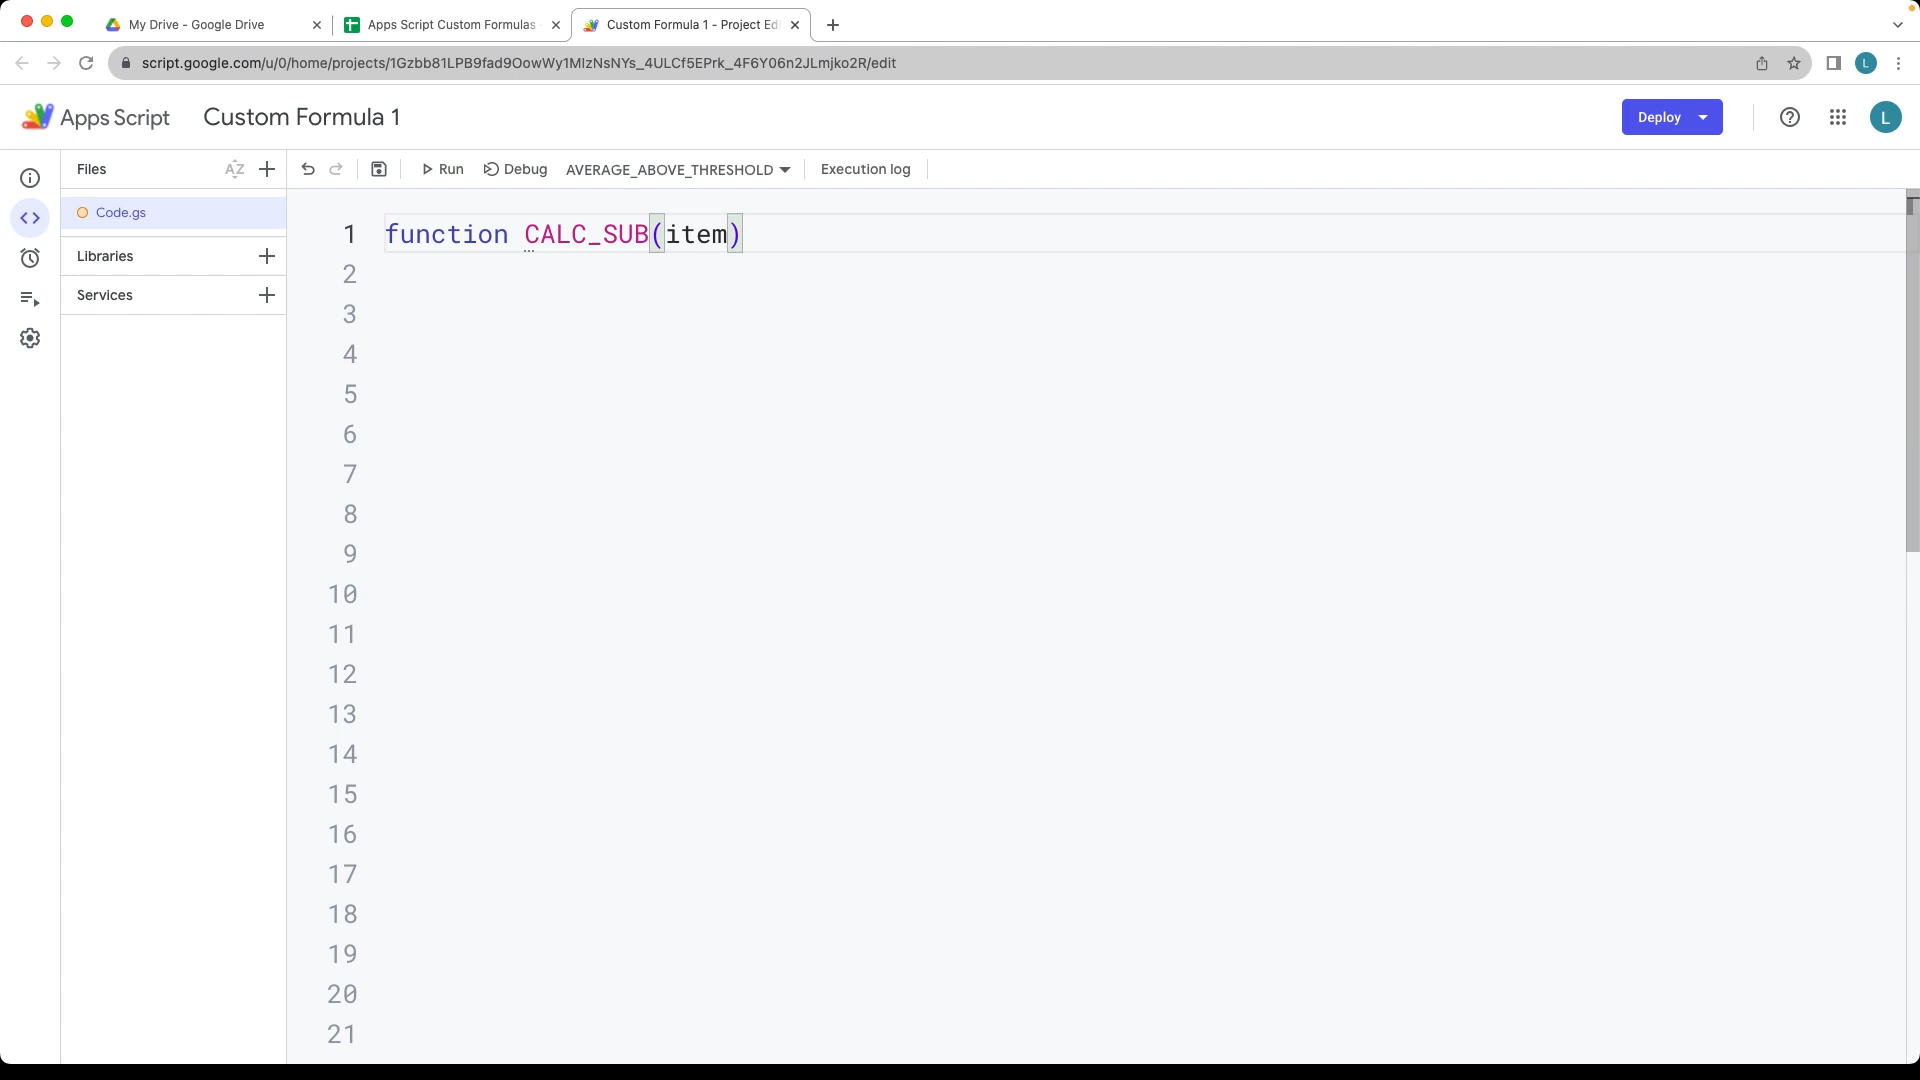 My Drive - Google Drive
Apps Script Custom Formulas
Custom Formula 1 - Project Ed
script.google.com/u/0/home/projects/1Gzbb81LPB9fad9OowWy1MlzNsNYs_4ULCf5EPrk_4F6Y06n2JLmjko2R/edit
L
Apps Script
Custom Formula 1
Deploy
L
Files
AZ
Run
Debug
AVERAGE_ABOVE_THRESHOLD
Execution log
Code.gs
Libraries
Services
1 function CALC_SUB(item)
2
3
4
5
6
7
8
9
10
11
12
13
14
15
16
17
18
19
20
21